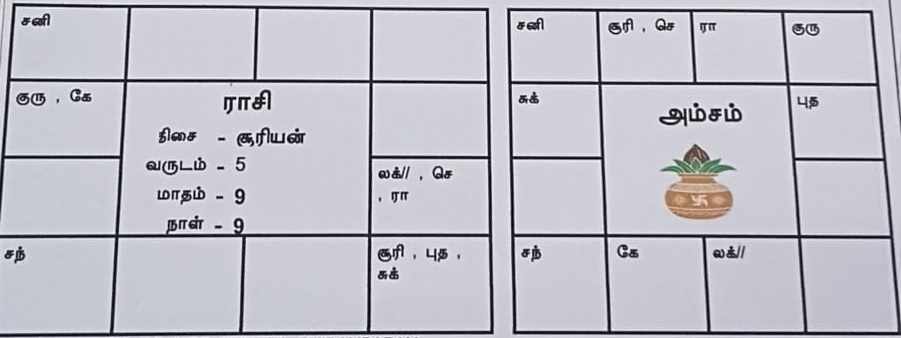 சனி
குரு , கே
ராசி
திசை - சூரியன்
வருடம் - 5
மாதம் - 9
நாள் - 9
லக்// , செ
, ரா
சந்
சூரி , புத ,
சுக்
சனி
சூரி , செ
ரா
குரு
சுக்
அம்சம்
புத
சந்
கே
லக்//